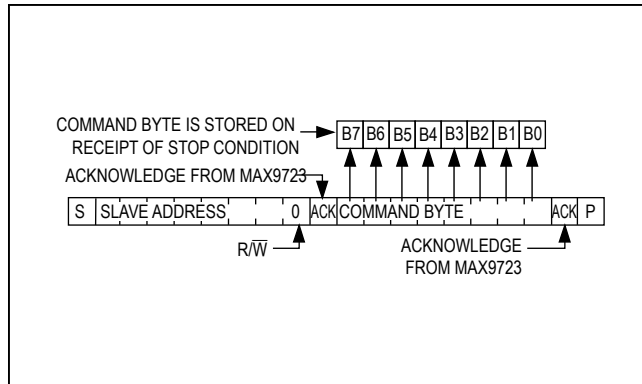 COMMAND BYTE IS STORED ON
RECEIPT OF STOP CONDITION
B7 B6 B5 B4 B3 B2 B1 B0
ACKNOWLEDGE FROM MAX9723
S SLAVE ADDRESS 0 ACK COMMAND BYTE ACK P
R/W̅
ACKNOWLEDGE
FROM MAX9723